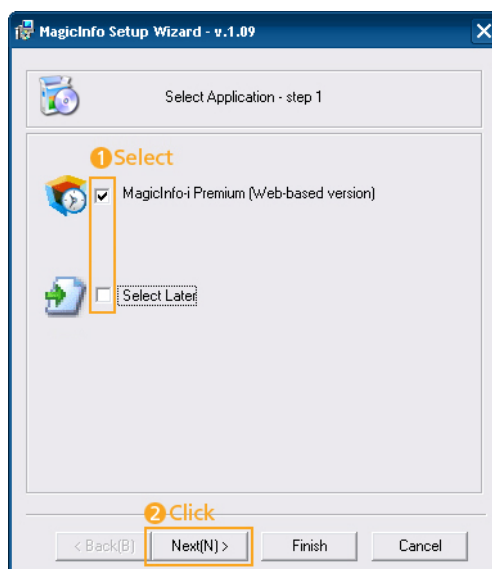 MagicInfo Setup Wizard - v.1.09
Select Application - step 1
1 Select
MagicInfo-i Premium (Web-based version)
Select Later
2 Click
< Back(B)
Next(N) >
Finish
Cancel